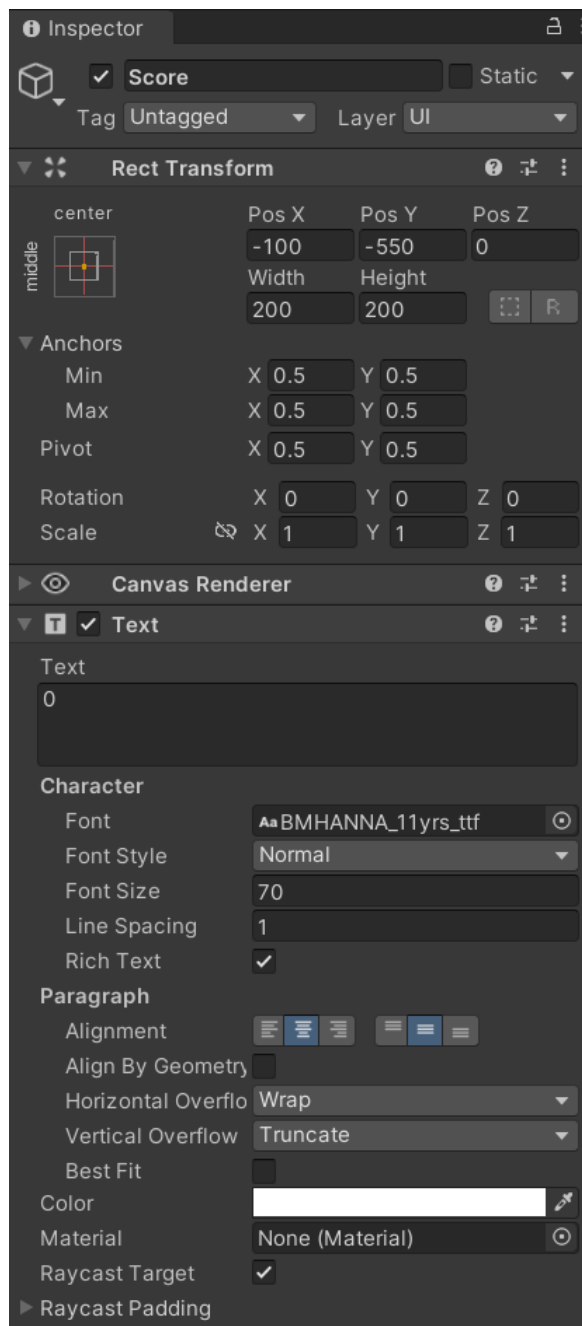 Inspector
Score Static
Tag Untagged Layer UI
Rect Transform
center Pos X Pos Y Pos Z
middle -100 -550 0
Width Height
200 200 R
Anchors
Min X 0.5 Y 0.5
Max X 0.5 Y 0.5
Pivot X 0.5 Y 0.5
Rotation X 0 Y 0 Z 0
Scale X 1 Y 1 Z 1
Canvas Renderer
T Text
Text
0
Character
Font Aa BMHANNA_11yrs_ttf
Font Style Normal
Font Size 70
Line Spacing 1
Rich Text
Paragraph
Alignment
Align By Geometry
Horizontal Overflo Wrap
Vertical Overflow Truncate
Best Fit
Color
Material None (Material)
Raycast Target
Raycast Padding